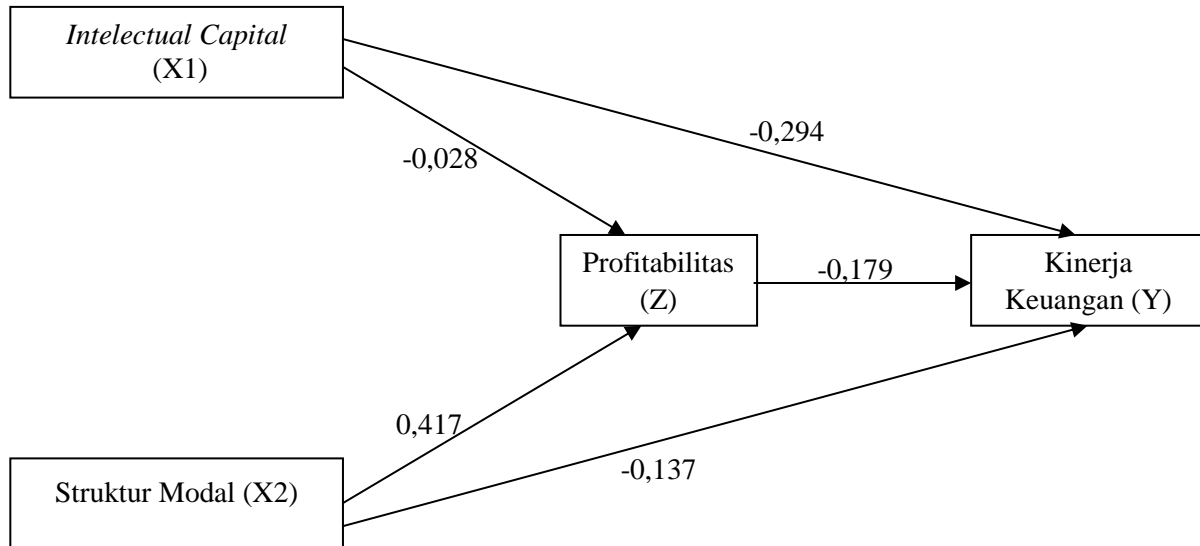 Intelectual Capital
(X1)
-0,294
-0,028
Profitabilitas
(Z)
-0,179
Kinerja
Keuangan (Y)
0,417
-0,137
Struktur Modal (X2)